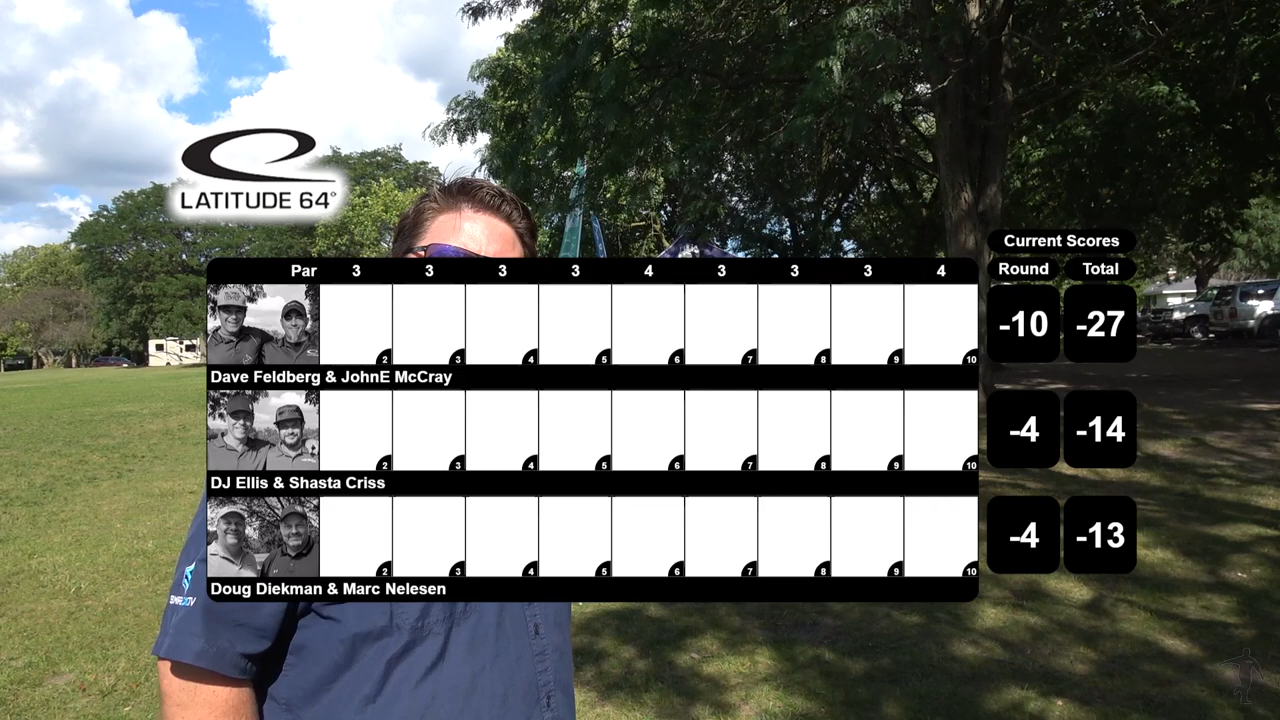 LATITUDE 64°
Current Scores
Par 3 3 3 3 4 3 3 3 4
Round Total
2 3 4 5 6 7 8 9 10
-10 -27
Dave Feldberg & JohnE McCray
2 3 4 5 6 7 8 9 10
-4 -14
DJ Ellis & Shasta Criss
2 3 4 5 6 7 8 9 10
-4 -13
Doug Diekman & Marc Nelesen